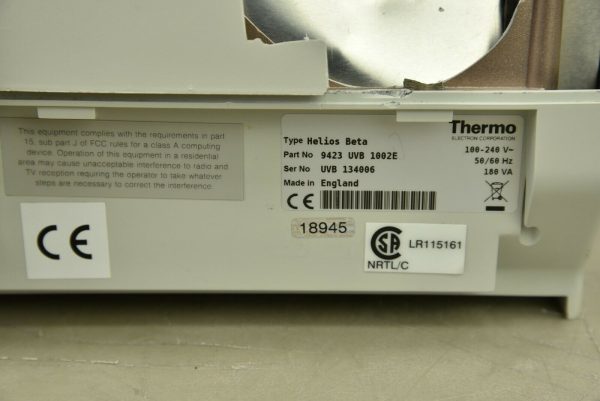 This equipment complies with the requirements in part
15, sub part J of FCC rules for a class A computing
device. Operation of this equipment in a residential
area may cause unacceptable interference to radio and
TV reception requiring the operator to take whatever
steps are necessary to correct the interference.
CE
Type Helios Beta
Part No 9423 UVB 1002E
Ser No UVB 134006
Made in England
CE
Thermo
ELECTRON CORPORATION
100-240 V~
50/60 Hz
180 VA
18945
CSA
NRTL/C
LR115161